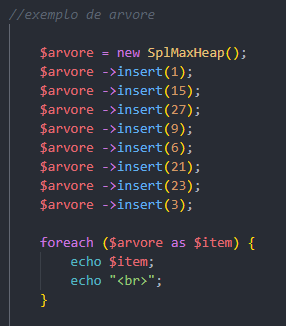 //exemplo de arvore
$arvore = new SplMaxHeap();
$arvore ->insert(1);
$arvore ->insert(15);
$arvore ->insert(27);
$arvore ->insert(9);
$arvore ->insert(6);
$arvore ->insert(21);
$arvore ->insert(23);
$arvore ->insert(3);
foreach ($arvore as $item) {
echo $item;
echo "<br>";
}